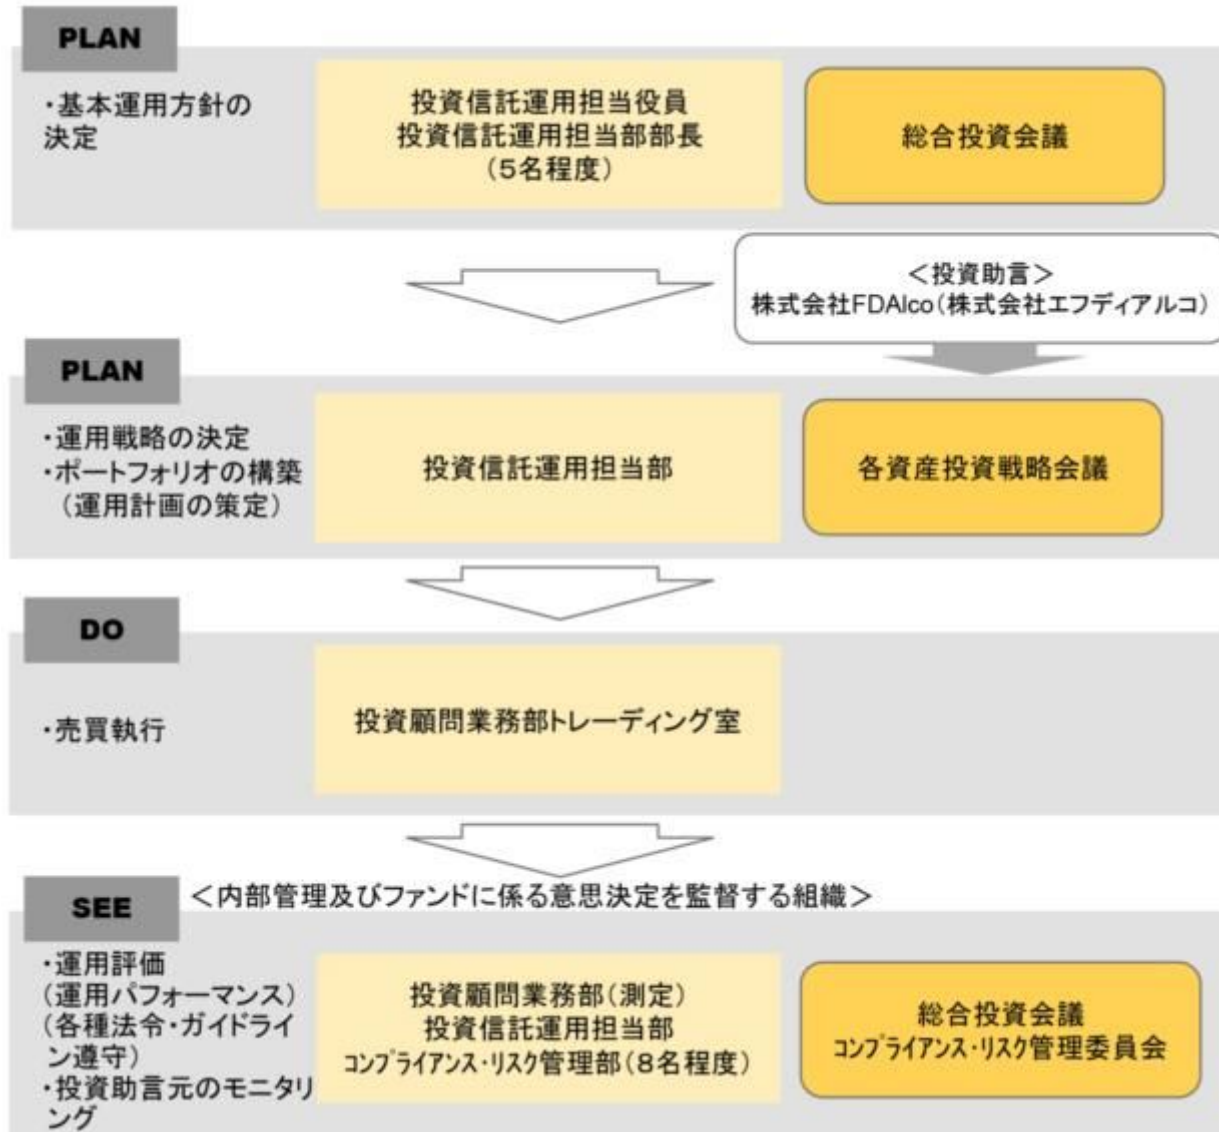 PLAN
・基本運用方針の
決定
投資信託運用担当役員
投資信託運用担当部部長
(5名程度)
総合投資会議
＜投資助言＞
株式会社FDAlco(株式会社エフディアルコ)
PLAN
・運用戦略の決定
・ポートフォリオの構築
(運用計画の策定)
投資信託運用担当部
各資産投資戦略会議
DO
・売買執行
投資顧問業務部トレーディング室
SEE
＜内部管理及びファンドに係る意思決定を監督する組織＞
・運用評価
(運用パフォーマンス)
(各種法令・ガイドライ
ン遵守)
・投資助言元のモニタリ
ング
投資顧問業務部(測定)
投資信託運用担当部
ｺﾝﾌﾟﾗｲｱﾝｽ･ﾘｽｸ管理部(8名程度)
総合投資会議
ｺﾝﾌﾟﾗｲｱﾝｽ･ﾘｽｸ管理委員会